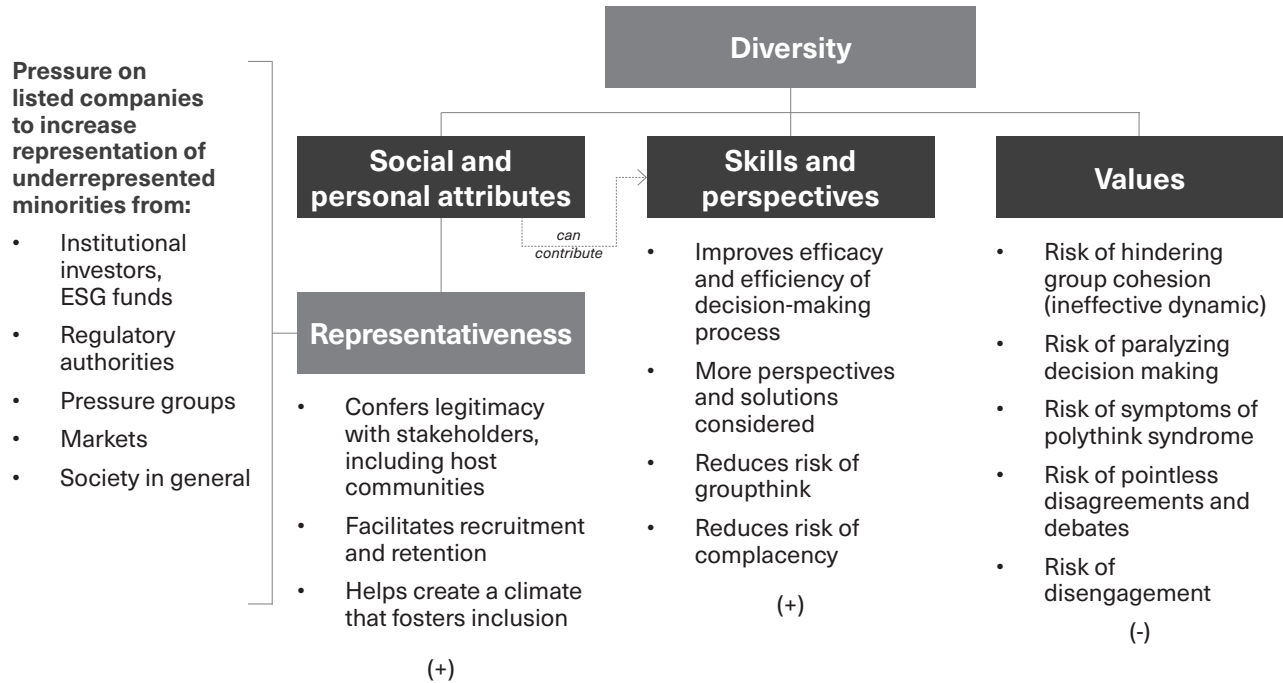 Diversity
Pressure on
listed companies
to increase
representation of
underrepresented
minorities from:
• Institutional
investors,
ESG funds
• Regulatory
authorities
• Pressure groups
• Markets
• Society in general
Social and
personal attributes
can
contribute
Representativeness
• Confers legitimacy
with stakeholders,
including host
communities
• Facilitates recruitment
and retention
• Helps create a climate
that fosters inclusion
(+)
Skills and
perspectives
• Improves efficacy
and efficiency of
decision-making
process
• More perspectives
and solutions
considered
• Reduces risk of
groupthink
• Reduces risk of
complacency
(+)
Values
• Risk of hindering
group cohesion
(ineffective dynamic)
• Risk of paralyzing
decision making
• Risk of symptoms of
polythink syndrome
• Risk of pointless
disagreements and
debates
• Risk of
disengagement
(-)